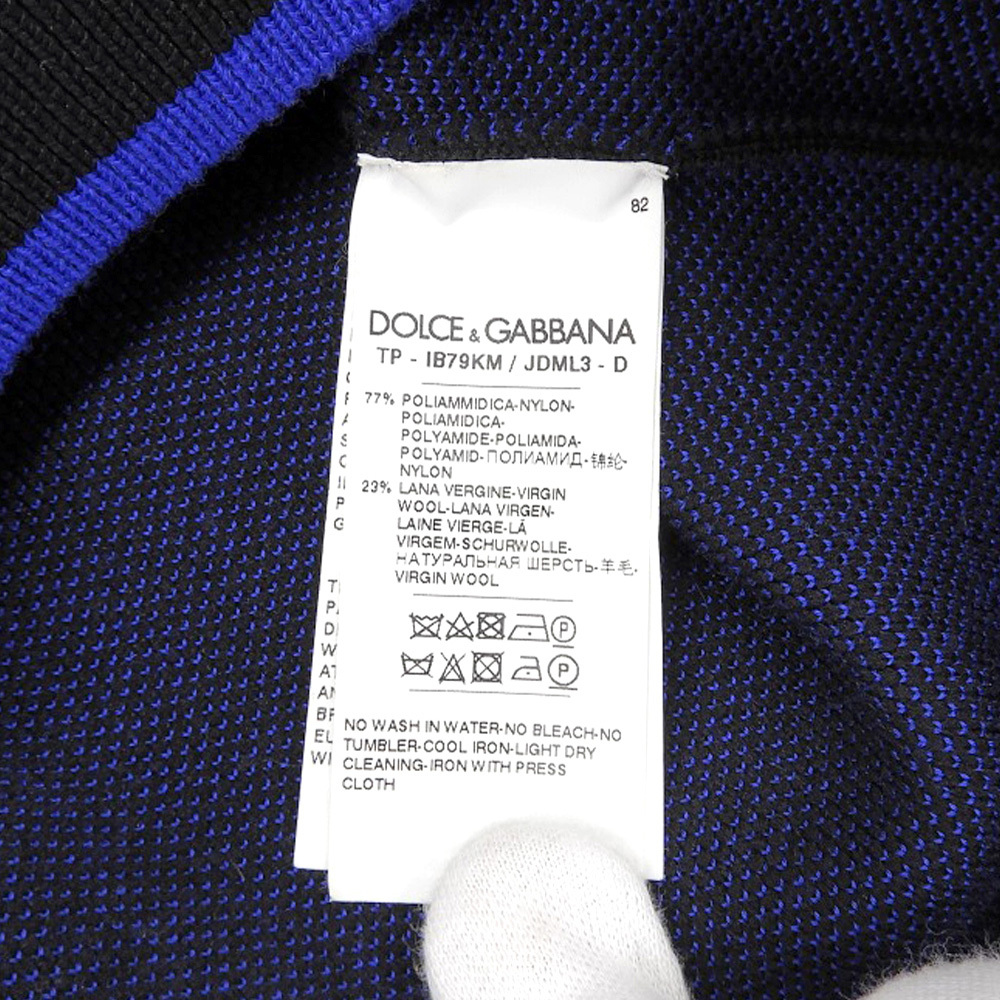 82
DOLCE & GABBANA
TP - IB79KM / JDML3 - D
77% POLIAMMIDICA-NYLON-
POLIAMIDICA-
POLYAMIDE-POLIAMIDA-
POLYAMID-ПОЛИАМИД-锦纶-
NYLON
23% LANA VERGINE-VIRGIN
WOOL-LANA VIRGEN-
LAINE VIERGE-LÃ
VIRGEM-SCHURWOLLE-
НАТУРАЛЬНАЯ ШЕРСТЬ-羊毛-
VIRGIN WOOL
P
P
NO WASH IN WATER-NO BLEACH-NO
TUMBLER-COOL IRON-LIGHT DRY
CLEANING-IRON WITH PRESS
CLOTH